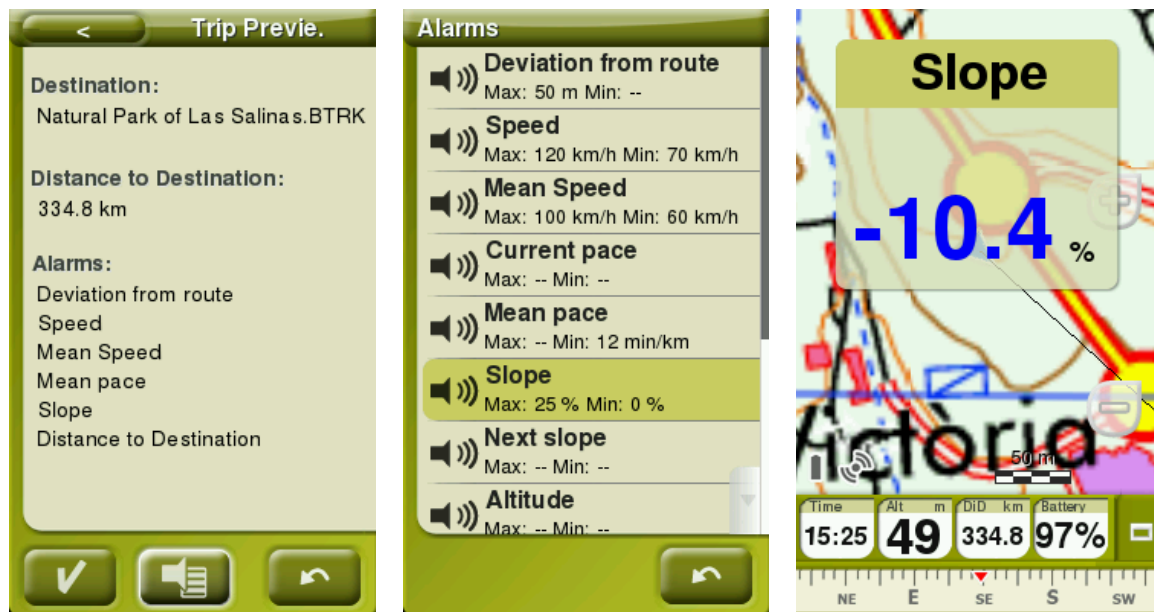 <
Trip Previe.
Destination:
Natural Park of Las Salinas.BTRK
Distance to Destination:
334.8 km
Alarms:
Deviation from route
Speed
Mean Speed
Mean pace
Slope
Distance to Destination
Alarms
Deviation from route
Max: 50 m Min: --
Speed
Max: 120 km/h Min: 70 km/h
Mean Speed
Max: 100 km/h Min: 60 km/h
Current pace
Max: -- Min: --
Mean pace
Max: -- Min: 12 min/km
Slope
Max: 25 % Min: 0 %
Next slope
Max: -- Min: --
Altitude
Max: -- Min: --
Slope
-10.4 %
Victòria
50 m
Time
15:25
Alt m
49
DiD km
334.8
Battery
97%
NE E SE S SW